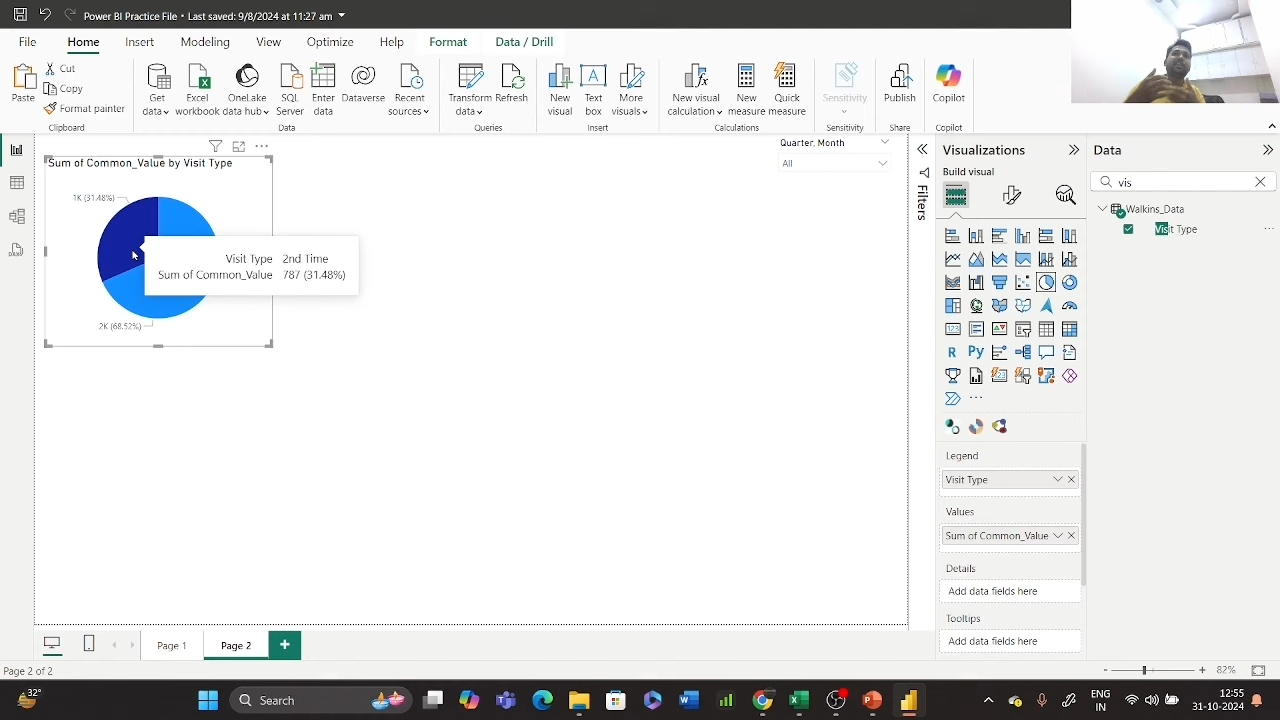 Power BI Practice File • Last saved: 9/8/2024 at 11:27 am
File Home Insert Modeling View Optimize Help Format Data / Drill
Paste
Cut
Copy
Format painter
Clipboard
Get data
Excel workbook
OneLake data hub
SQL Server
Enter data
Dataverse
Recent sources
Data
Transform data
Refresh
Queries
New visual
Text box
More visuals
Insert
New visual calculation
New measure
Quick measure
Calculations
Sensitivity
Sensitivity
Publish
Share
Copilot
Copilot
Sum of Common_Value by Visit Type
1K (31.48%)
Visit Type 2nd Time
Sum of Common_Value 787 (31.48%)
2K (68.52%)
Quarter, Month
All
Filters
Visualizations
Build visual
R Py
123
Legend
Visit Type
Values
Sum of Common_Value
Details
Add data fields here
Tooltips
Add data fields here
Data
vis
Walkins_Data
Visit Type
Page 1
Page 2
Page 2 of 2
82%
32°
Search
ENG
IN
12:55
31-10-2024